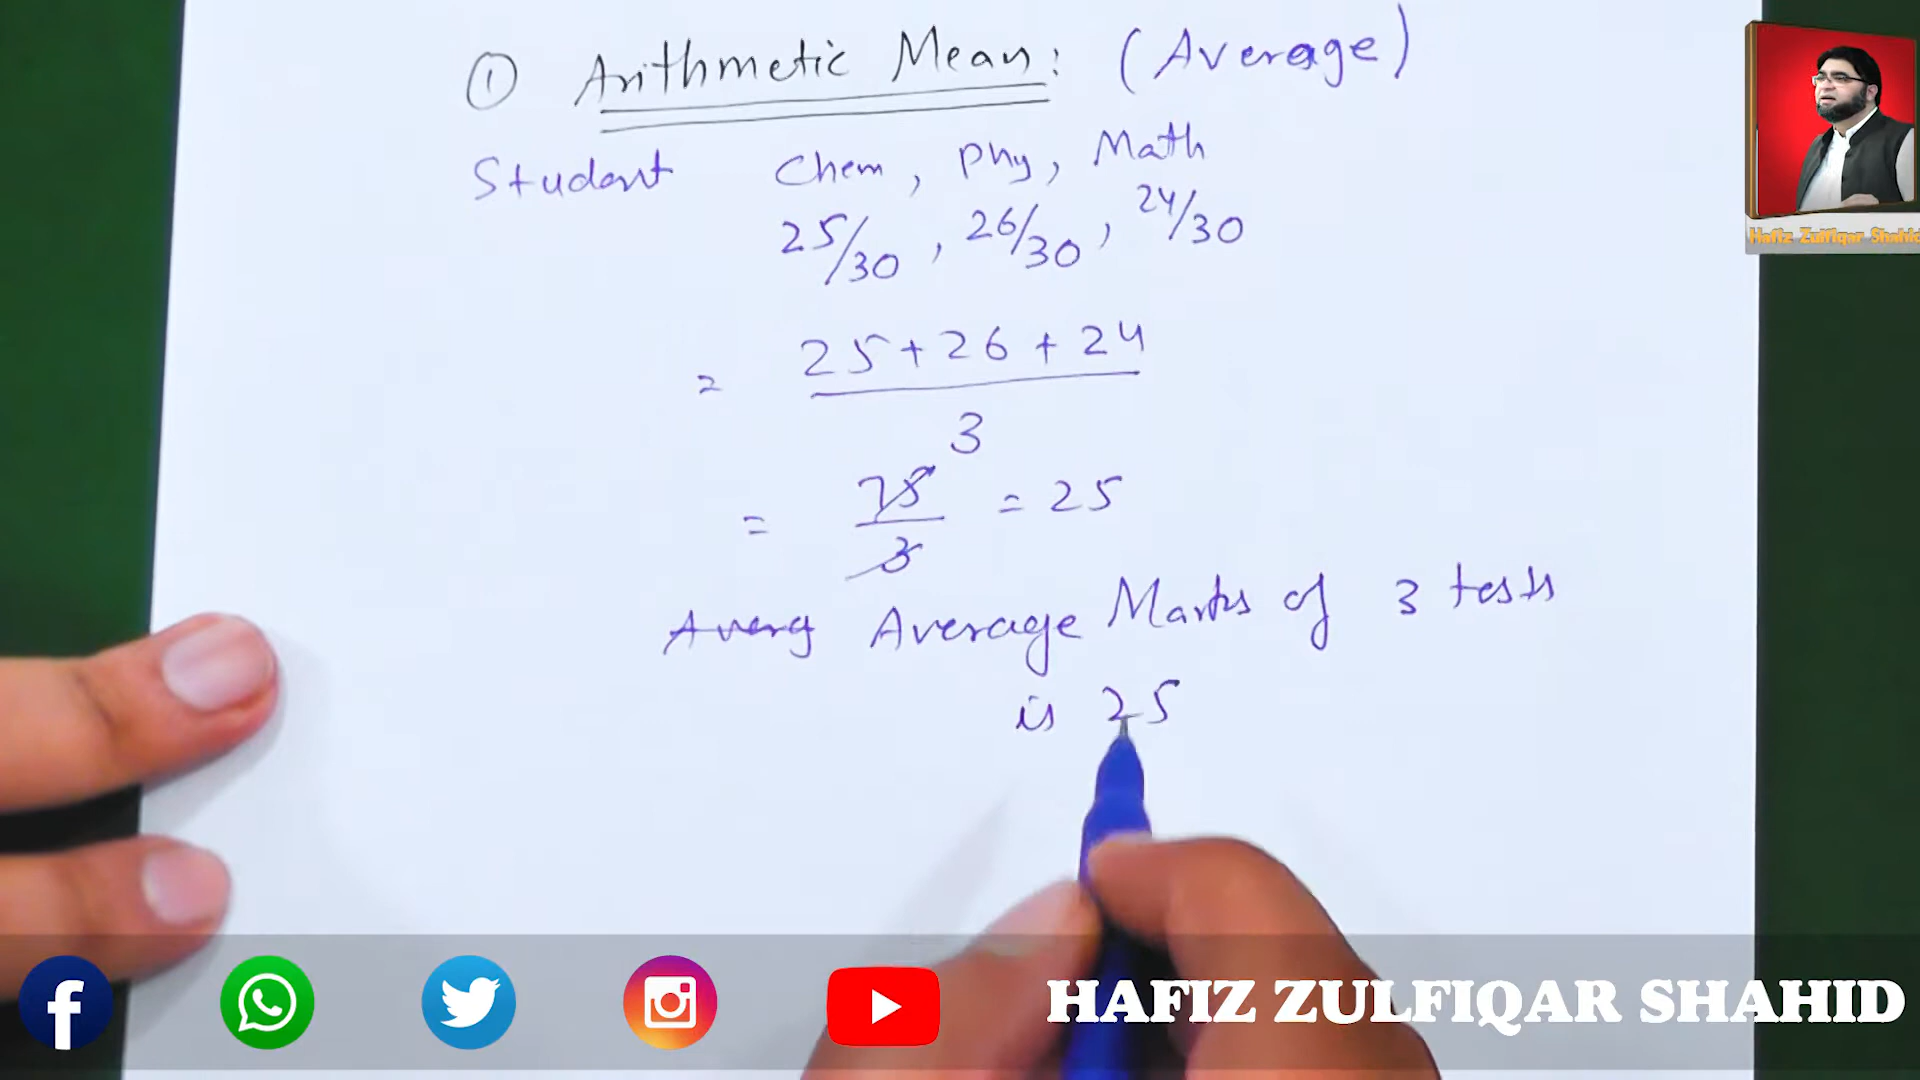 ① Arithmetic Mean: (Average)
Student Chem, Phy, Math
25/30, 26/30, 24/30
= 25+26+24
3
= 75 = 25
3
Averg Average Marks of 3 tests
is 25
Hafiz Zulfiqar Shahid
HAFIZ ZULFIQAR SHAHID